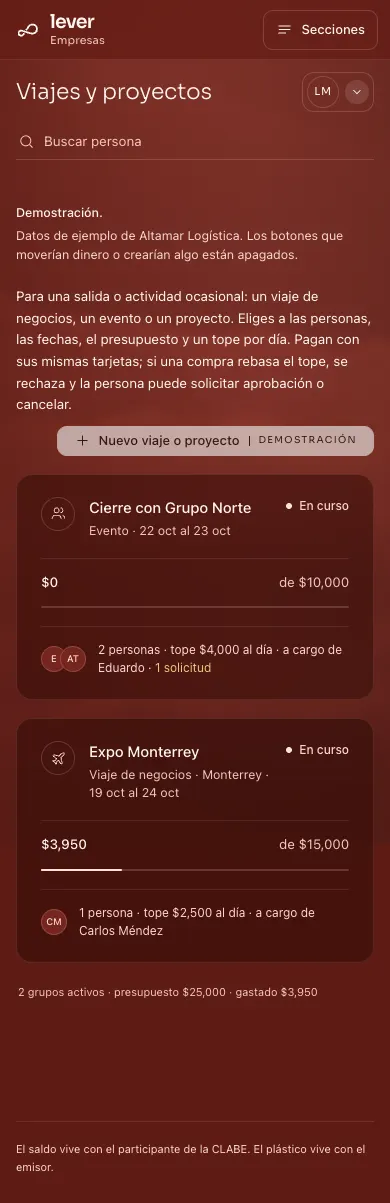 lever
Empresas
Secciones
Viajes y proyectos
LM
Buscar persona
Demostración.
Datos de ejemplo de Altamar Logística. Los botones que
moverían dinero o crearían algo están apagados.
Para una salida o actividad ocasional: un viaje de
negocios, un evento o un proyecto. Eliges a las personas,
las fechas, el presupuesto y un tope por día. Pagan con
sus mismas tarjetas; si una compra rebasa el tope, se
rechaza y la persona puede solicitar aprobación o
cancelar.
+ Nuevo viaje o proyecto | DEMOSTRACIÓN
Cierre con Grupo Norte
• En curso
Evento · 22 oct al 23 oct
$0
de $10,000
E AT
2 personas · tope $4,000 al día · a cargo de
Eduardo · 1 solicitud
Expo Monterrey
• En curso
Viaje de negocios · Monterrey ·
19 oct al 24 oct
$3,950
de $15,000
CM
1 persona · tope $2,500 al día · a cargo de
Carlos Méndez
2 grupos activos · presupuesto $25,000 · gastado $3,950
El saldo vive con el participante de la CLABE. El plástico vive con el
emisor.